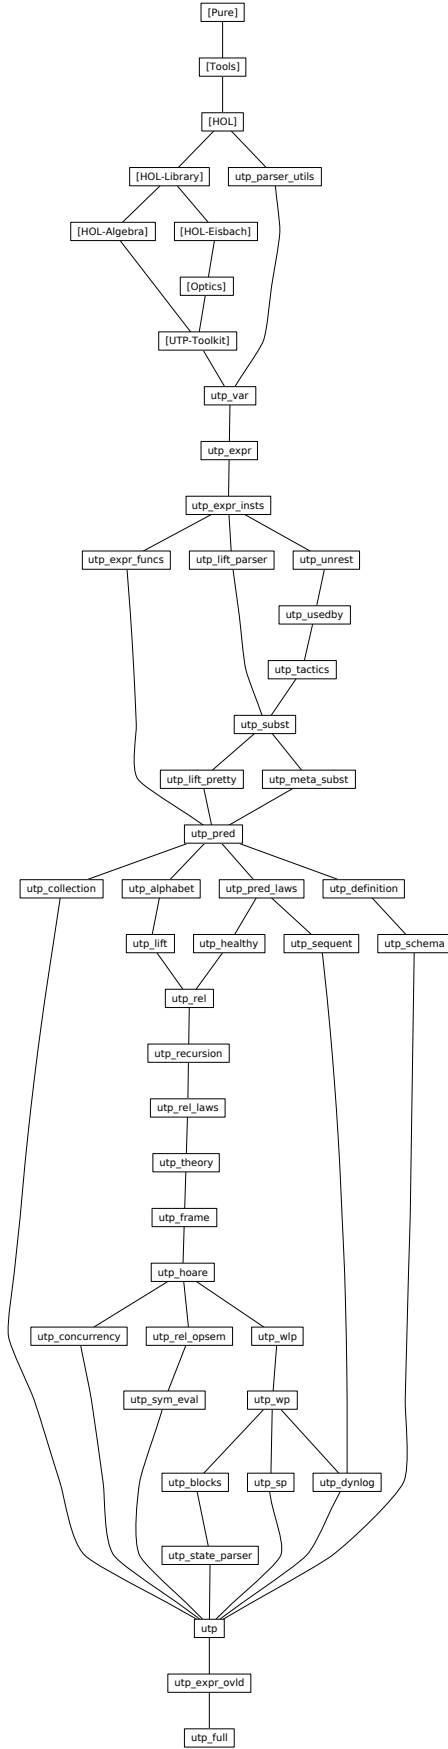 [Pure]
[Tools]
[HOL]
[HOL-Library]
utp_parser_utils
[HOL-Algebra]
[HOL-Eisbach]
[Optics]
[UTP-Toolkit]
utp_var
utp_expr
utp_expr_insts
utp_expr_funcs
utp_lift_parser
utp_unrest
utp_usedby
utp_tactics
utp_subst
utp_lift_pretty
utp_meta_subst
utp_pred
utp_collection
utp_alphabet
utp_pred_laws
utp_definition
utp_lift
utp_healthy
utp_sequent
utp_schema
utp_rel
utp_recursion
utp_rel_laws
utp_theory
utp_frame
utp_hoare
utp_concurrency
utp_rel_opsem
utp_wlp
utp_sym_eval
utp_wp
utp_blocks
utp_sp
utp_dynlog
utp_state_parser
utp
utp_expr_ovld
utp_full